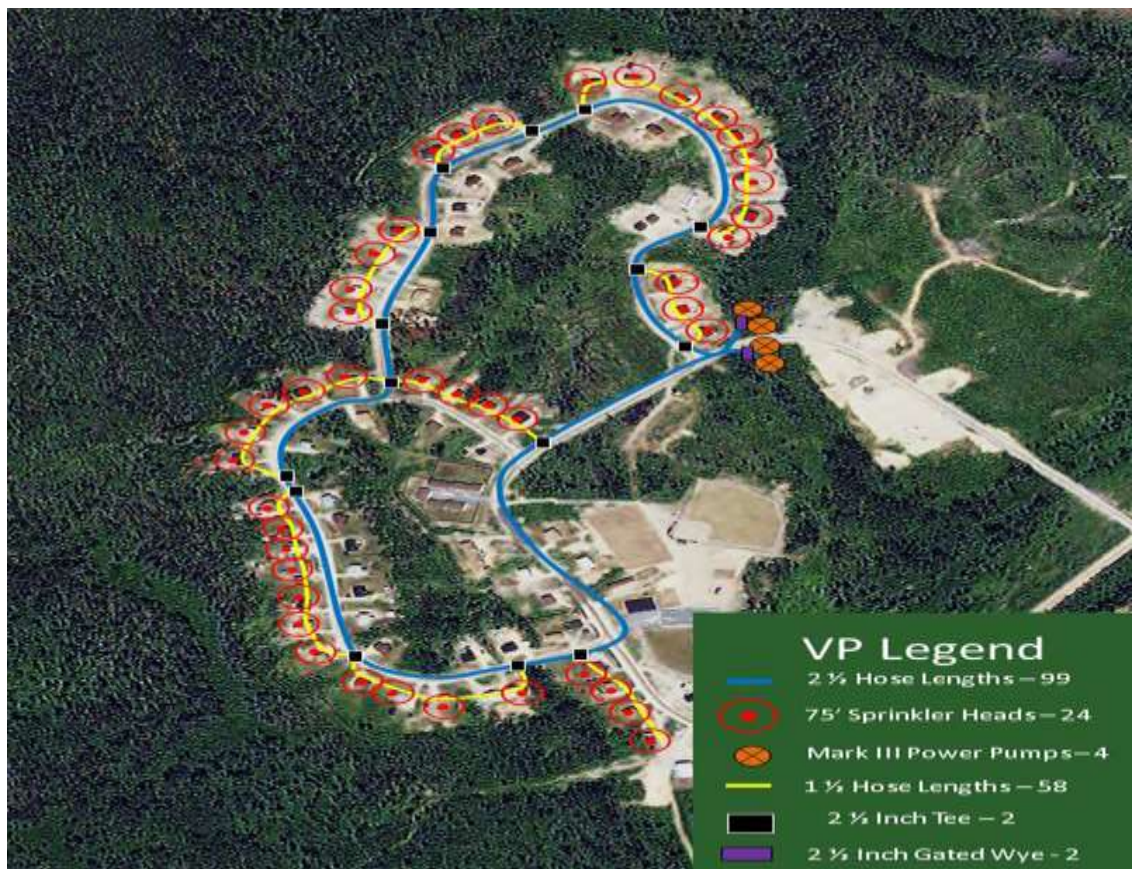 VP Legend
2 ½ Hose Lengths – 99
75' Sprinkler Heads – 24
Mark III Power Pumps – 4
1 ½ Hose Lengths – 58
2 ½ Inch Tee – 2
2 ½ Inch Gated Wye - 2